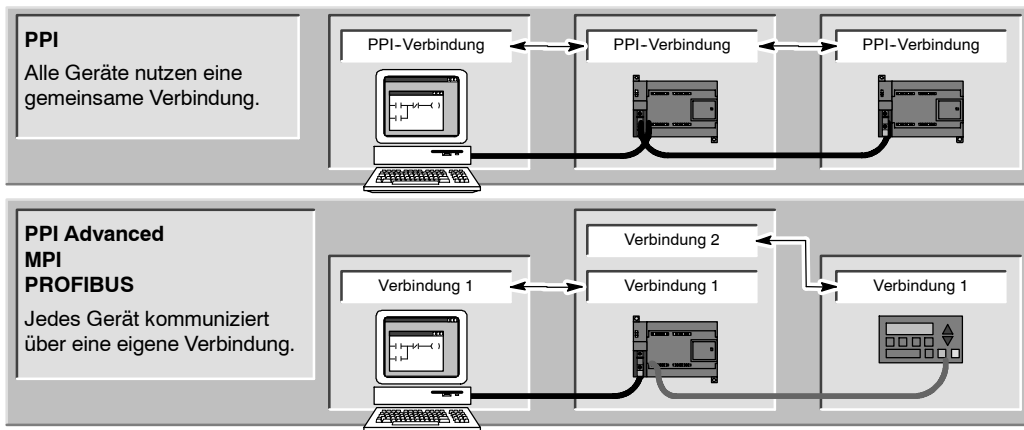 PPI
Alle Geräte nutzen eine
gemeinsame Verbindung.
PPI-Verbindung
PPI-Verbindung
PPI-Verbindung
PPI Advanced
MPI
PROFIBUS
Jedes Gerät kommuniziert
über eine eigene Verbindung.
Verbindung 1
Verbindung 2
Verbindung 1
Verbindung 1